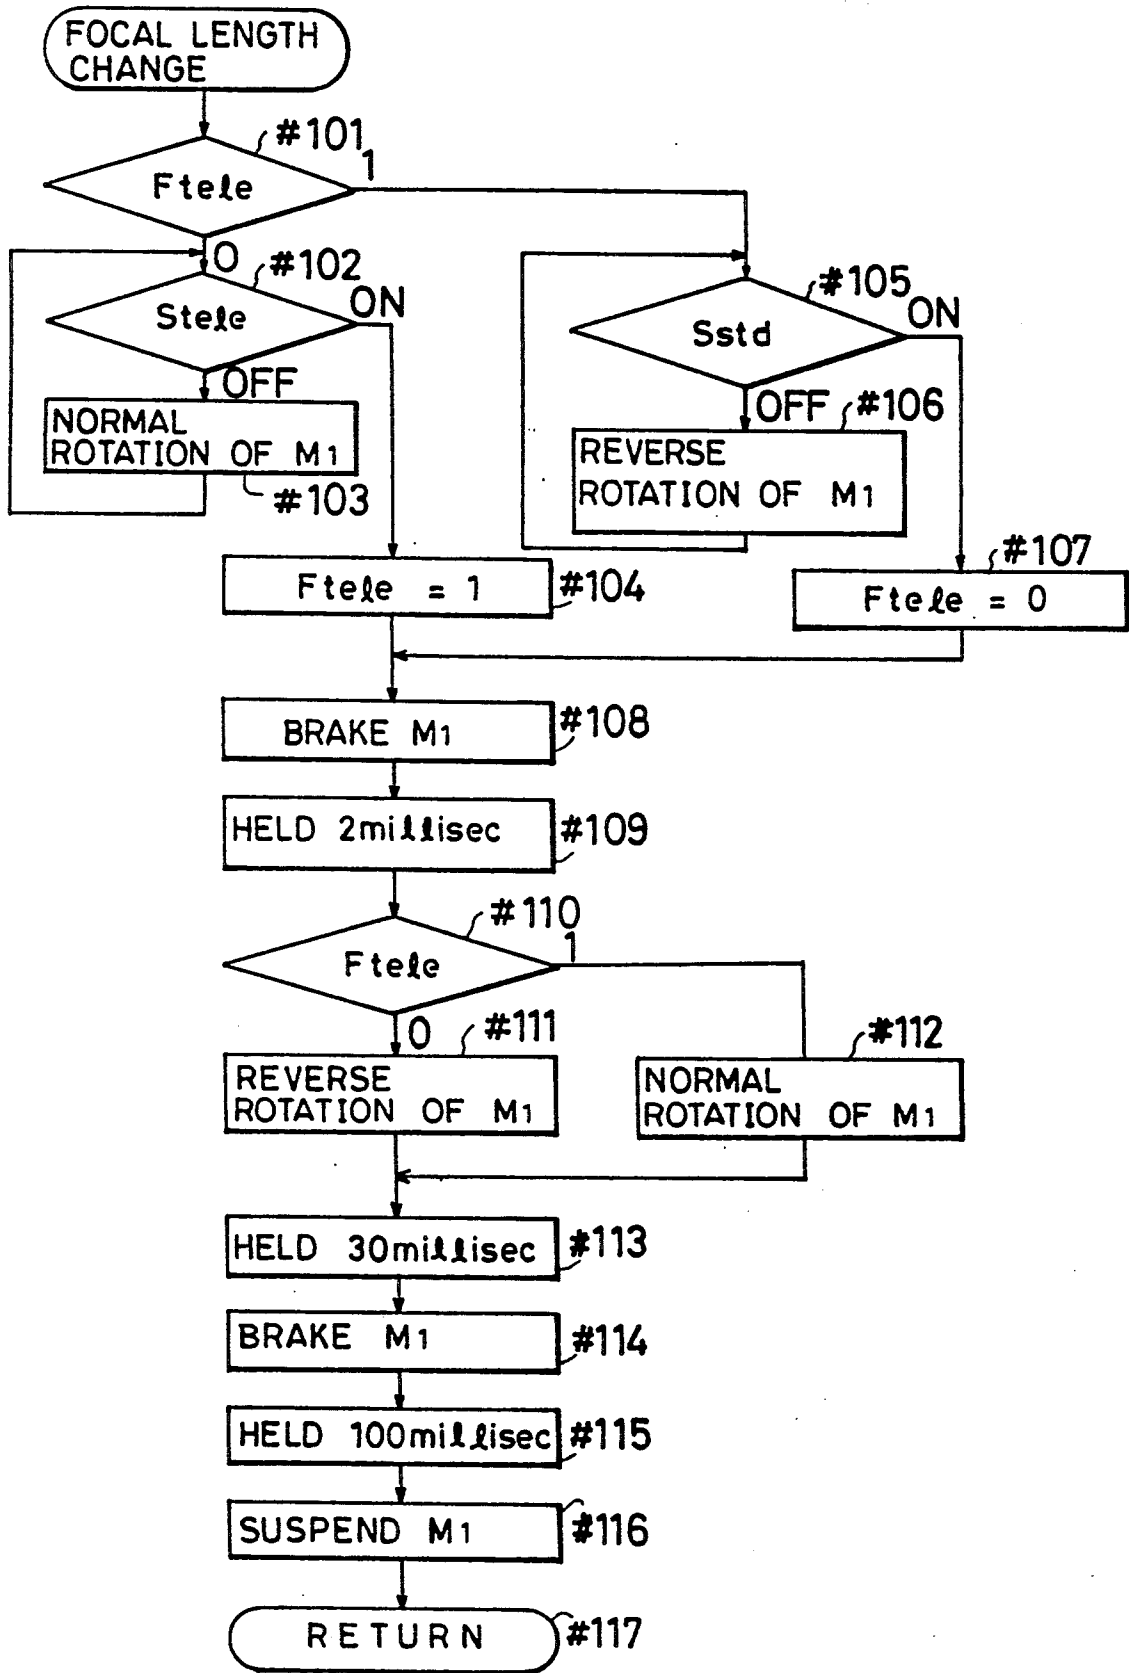 FOCAL LENGTH
CHANGE
#101
1
Ftele
0
#102
Stele
ON
OFF
NORMAL
ROTATION OF M1
#103
#105
Sstd
ON
OFF
#106
REVERSE
ROTATION OF M1
#104
Ftele = 1
#107
Ftele = 0
BRAKE M1
#108
HELD 2millisec
#109
#110
1
Ftele
0
#111
REVERSE
ROTATION OF M1
#112
NORMAL
ROTATION OF M1
HELD 30millisec
#113
BRAKE M1
#114
HELD 100millisec
#115
SUSPEND M1
#116
RETURN
#117